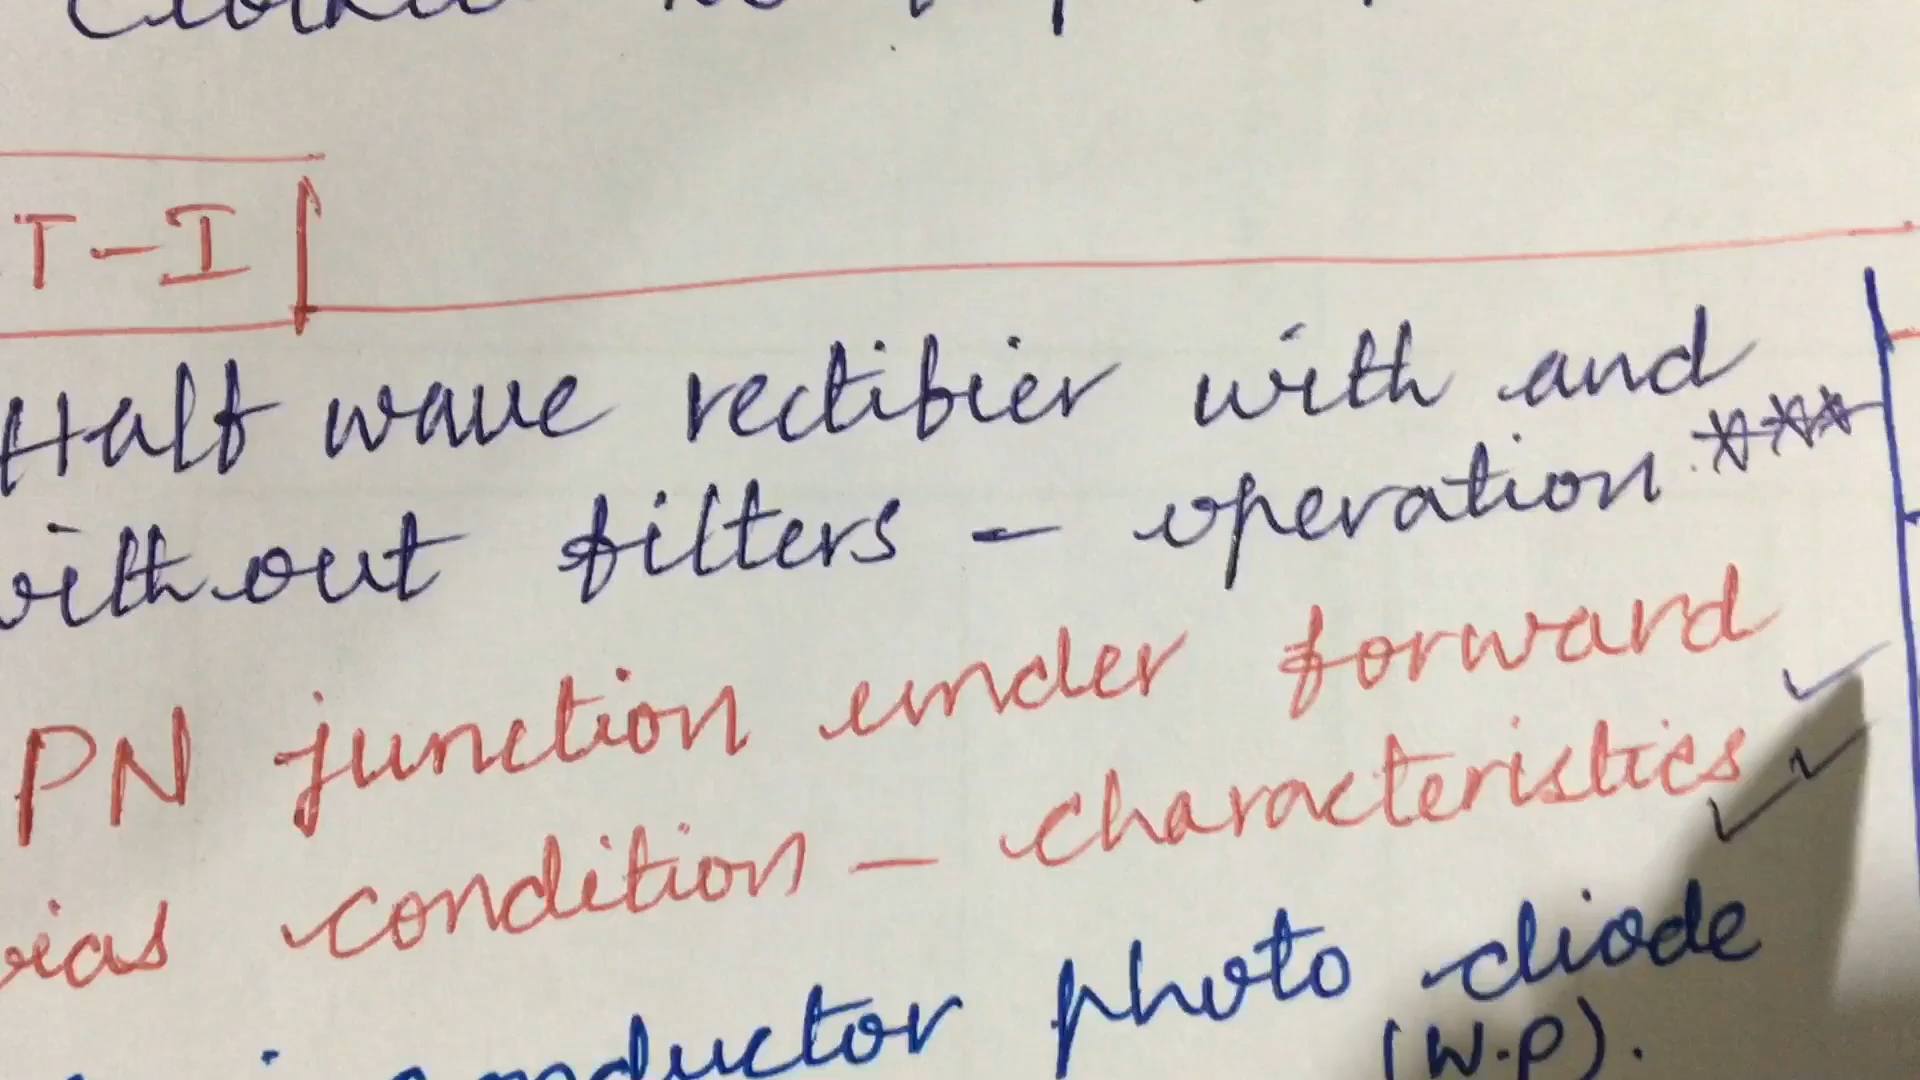 T-I
Half wave rectifier with and
without filters - operation ***
PN junction under forward
bias condition - characteristics
photo diode
(W.P).